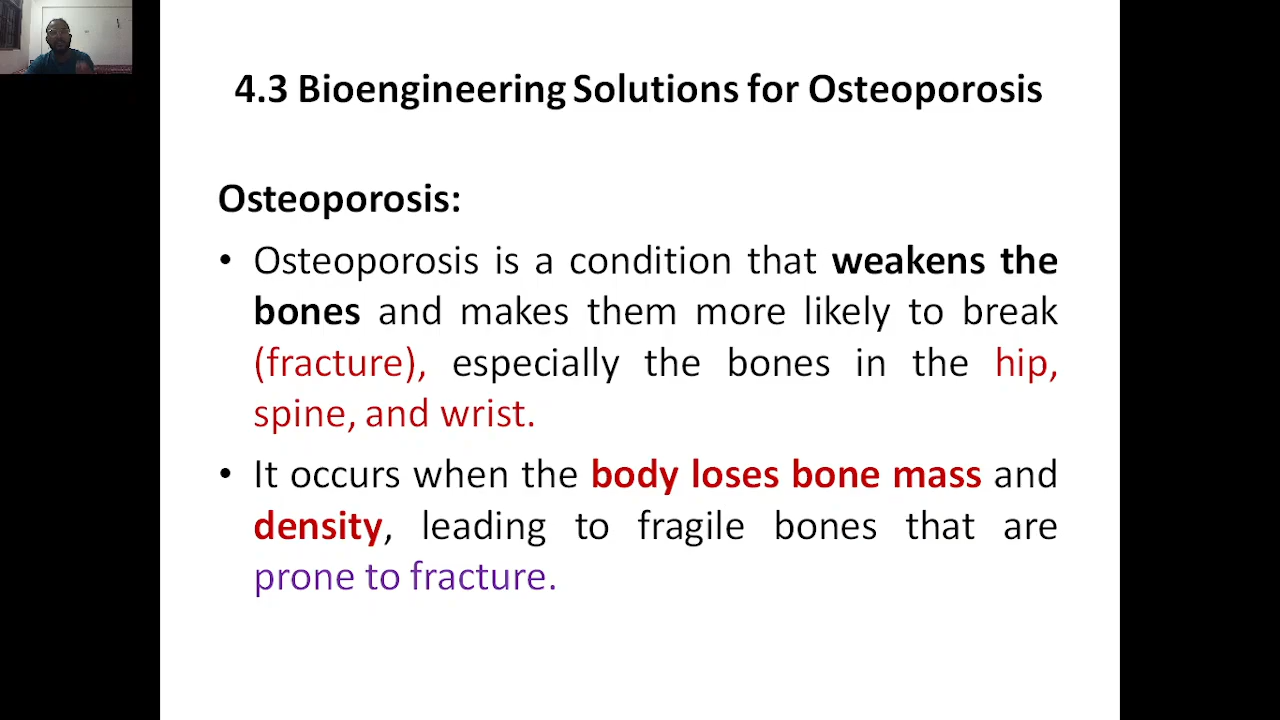 4.3 Bioengineering Solutions for Osteoporosis
Osteoporosis:
• Osteoporosis is a condition that weakens the
bones and makes them more likely to break
(fracture), especially the bones in the hip,
spine, and wrist.
• It occurs when the body loses bone mass and
density, leading to fragile bones that are
prone to fracture.